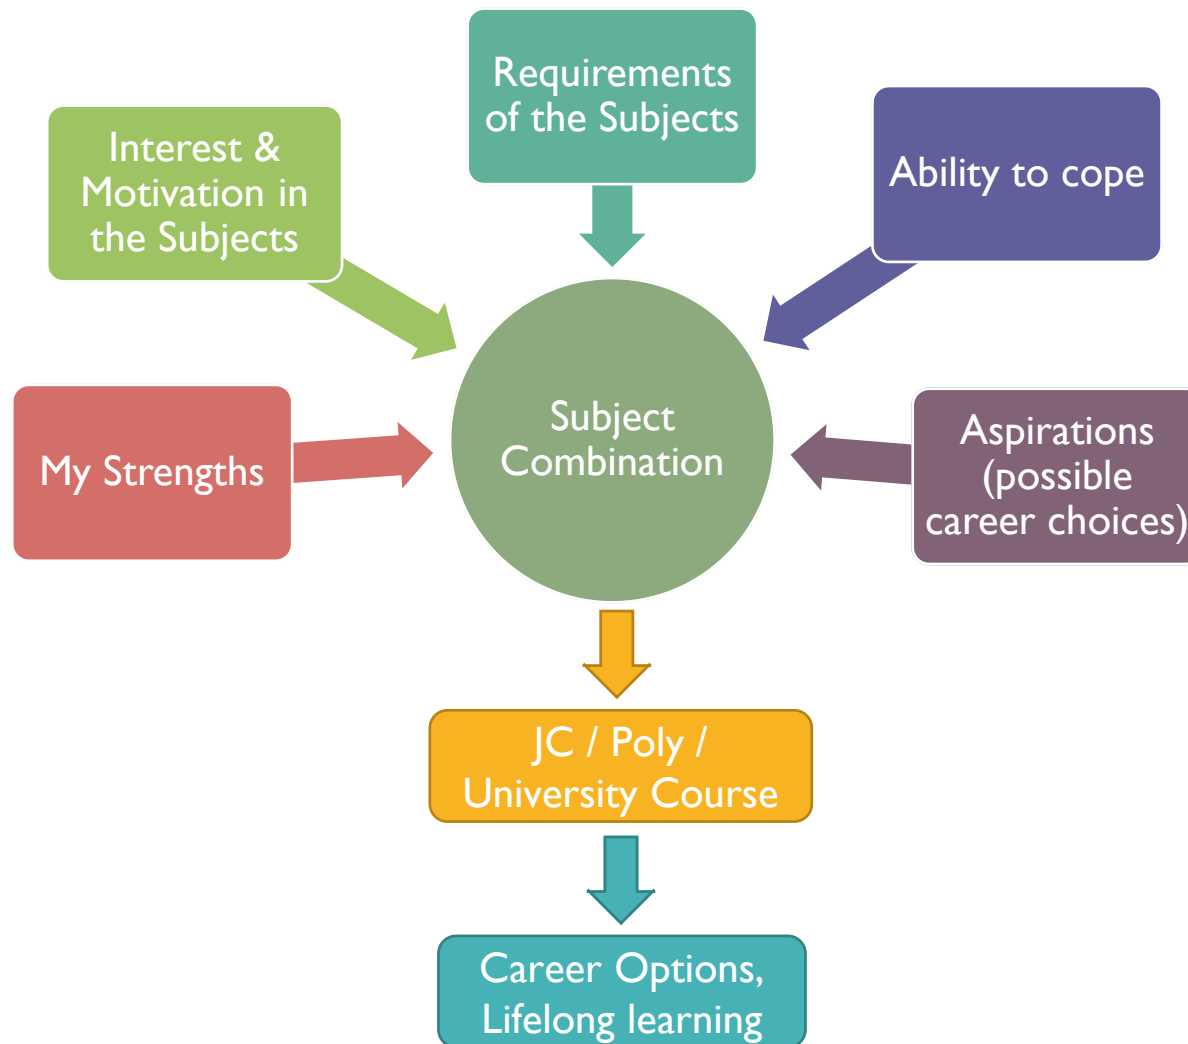 Requirements
of the Subjects
Interest &
Motivation in
the Subjects
Ability to cope
My Strengths
Subject
Combination
Aspirations
(possible
career choices)
JC / Poly /
University Course
Career Options,
Lifelong learning